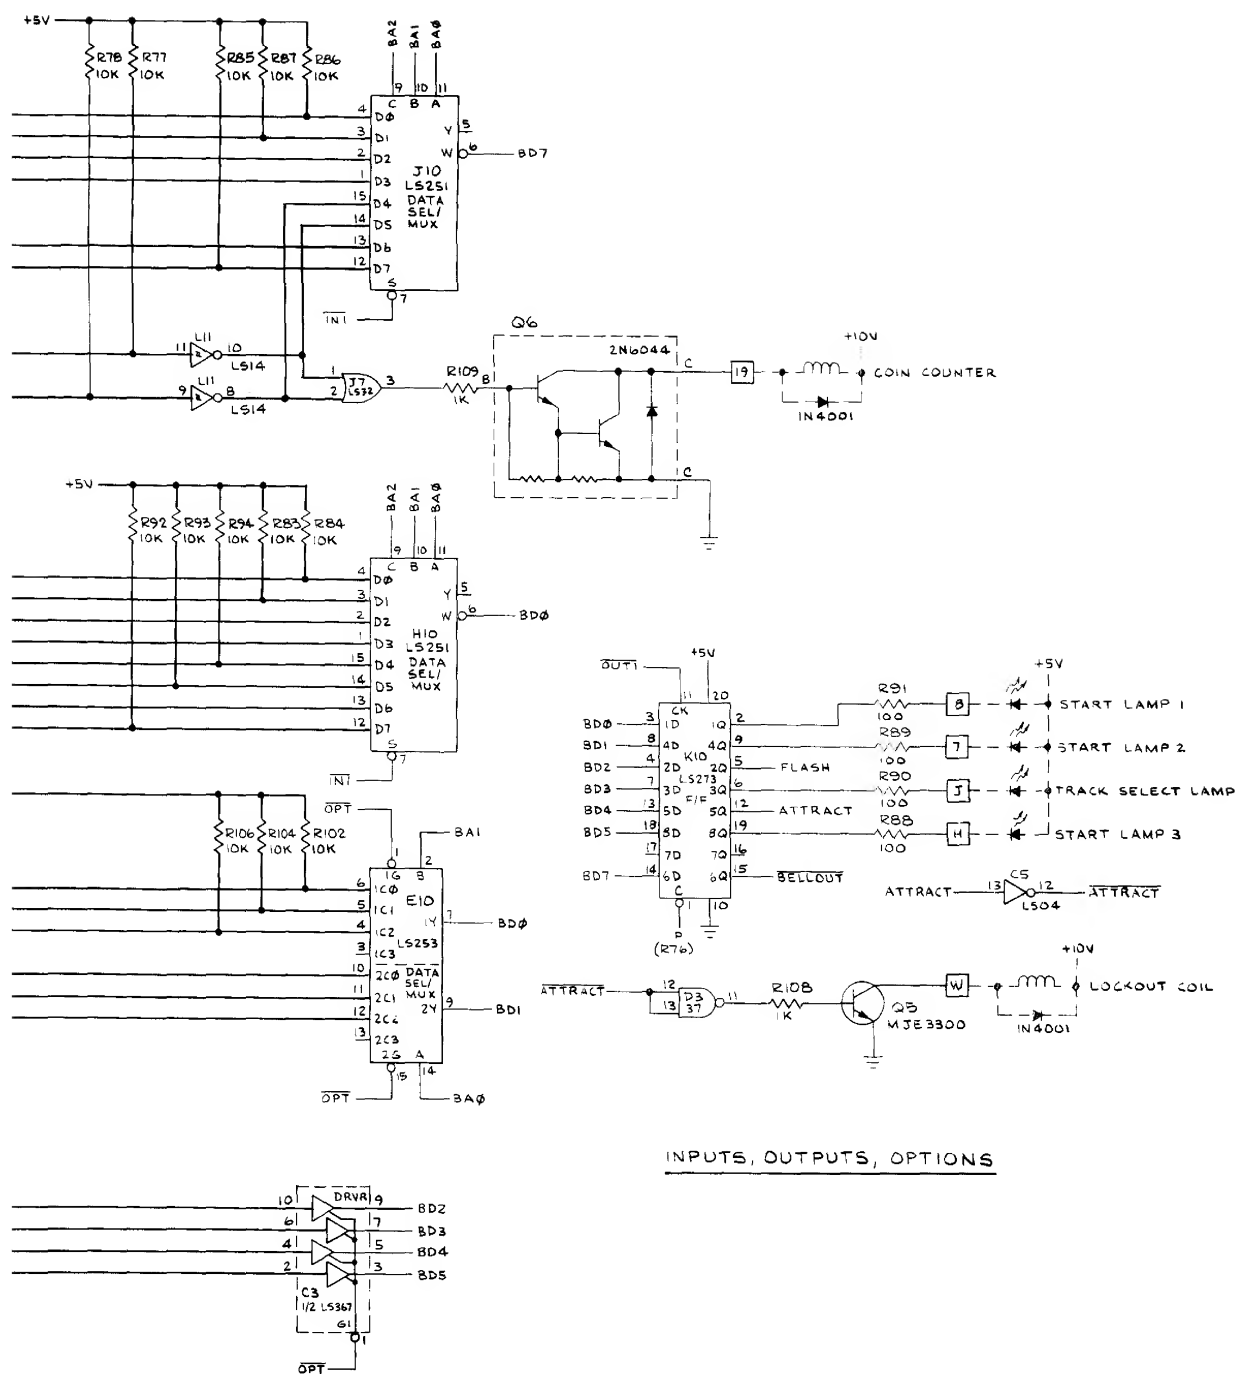 +5V
R78 10K
R77 10K
R85 10K
R87 10K
R86 10K
BA2
BA1
BA0
9 10 11
C B A
4 DØ
3 D1
2 D2
1 D3
15 D4
14 D5
13 D6
12 D7
Y 5
W 6
BD7
J10
LS251
DATA
SEL/
MUX
S
7
IN1
11 L11 10
LS14
9 L11 8
LS14
1
2
J7
LS32
3
R109
1K
B
Q6
2N6044
C
C
19
+10V
COIN COUNTER
1N4001
+5V
R92 10K
R93 10K
R94 10K
R83 10K
R84 10K
BA2
BA1
BAØ
9 10 11
C B A
4 DØ
3 D1
2 D2
1 D3
15 D4
14 D5
13 D6
12 D7
Y 5
W 6
BDØ
H10
LS251
DATA
SEL/
MUX
S
7
IN1
OUT1
+5V
11 20
CK
BDØ 3 1D 1Q 2
BD1 8 4D 4Q 9
BD2 4 2D 2Q 5 FLASH
BD3 7 3D 3Q 6
BD4 13 5D 5Q 12 ATTRACT
BD5 18 8D 8Q 19
17 7D 7Q 16
BD7 14 6D 6Q 15 BELLOUT
K10
LS273
F/F
C
1 10
P
(R76)
R91
100
8
R89
100
7
R90
100
J
R88
100
H
+5V
START LAMP 1
START LAMP 2
TRACK SELECT LAMP
START LAMP 3
ATTRACT 13 C5 12 ATTRACT
LS04
OPT
R106 10K
R104 10K
R102 10K
1 2
1G B
BA1
6 1C0
5 1C1
4 1C2
3 1C3
10 2C0
11 2C1
12 2C2
13 2C3
E10
LS253
DATA
SEL/
MUX
1Y 7 BDØ
2Y 9 BD1
2G A
15 14
OPT
BAØ
ATTRACT
12
13
D3
37
11
R108
1K
Q5
MJE3300
W
+10V
LOCKOUT COIL
1N4001
INPUTS, OUTPUTS, OPTIONS
DRVR
10 9 BD2
6 7 BD3
4 5 BD4
2 3 BD5
C3
1/2 LS367
G1
1
OPT